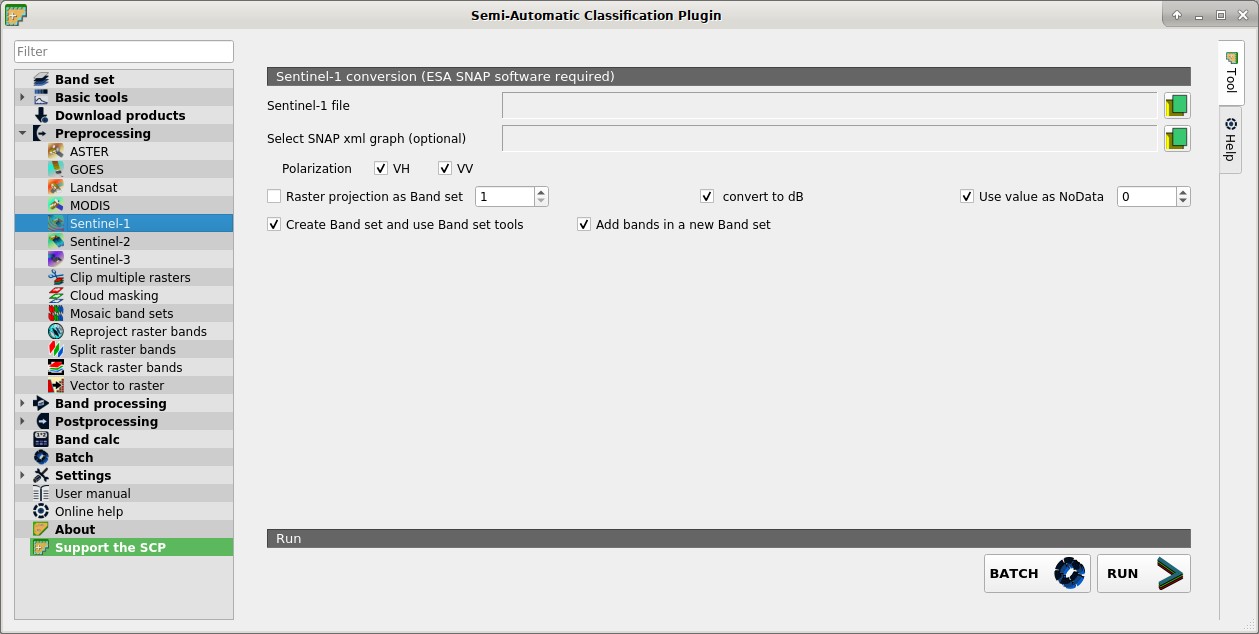 Semi-Automatic Classification Plugin
Filter
Band set
Basic tools
Download products
Preprocessing
ASTER
GOES
Landsat
MODIS
Sentinel-1
Sentinel-2
Sentinel-3
Clip multiple rasters
Cloud masking
Mosaic band sets
Reproject raster bands
Split raster bands
Stack raster bands
Vector to raster
Band processing
Postprocessing
Band calc
Batch
Settings
User manual
Online help
About
Support the SCP
Sentinel-1 conversion (ESA SNAP software required)
Sentinel-1 file
Select SNAP xml graph (optional)
Polarization VH VV
Raster projection as Band set 1 convert to dB Use value as NoData 0
Create Band set and use Band set tools Add bands in a new Band set
Run
BATCH RUN
Tool
Help